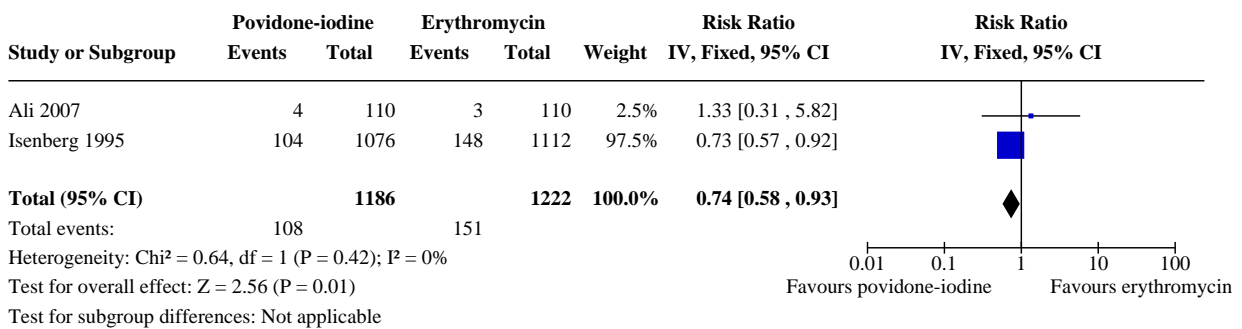 Povidone-iodine Erythromycin Risk Ratio Risk Ratio
Study or Subgroup Events Total Events Total Weight IV, Fixed, 95% CI IV, Fixed, 95% CI
Ali 2007 4 110 3 110 2.5% 1.33 [0.31 , 5.82]
Isenberg 1995 104 1076 148 1112 97.5% 0.73 [0.57 , 0.92]
Total (95% CI) 1186 1222 100.0% 0.74 [0.58 , 0.93]
Total events: 108 151
Heterogeneity: Chi² = 0.64, df = 1 (P = 0.42); I² = 0%
0.01 0.1 1 10 100
Test for overall effect: Z = 2.56 (P = 0.01)
Favours povidone-iodine Favours erythromycin
Test for subgroup differences: Not applicable